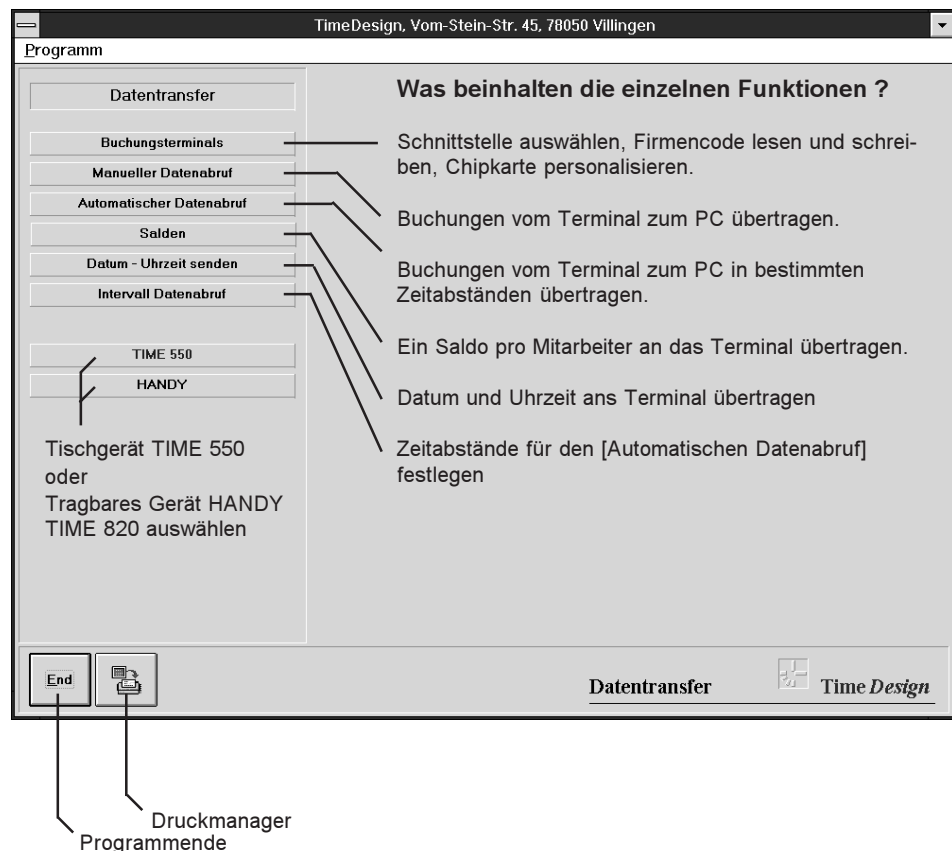 TimeDesign, Vom-Stein-Str. 45, 78050 Villingen
Programm
Datentransfer
Buchungsterminals
Manueller Datenabruf
Automatischer Datenabruf
Salden
Datum - Uhrzeit senden
Intervall Datenabruf
TIME 550
HANDY
Tischgerät TIME 550
oder
Tragbares Gerät HANDY
TIME 820 auswählen
Was beinhalten die einzelnen Funktionen ?
Schnittstelle auswählen, Firmencode lesen und schrei-
ben, Chipkarte personalisieren.
Buchungen vom Terminal zum PC übertragen.
Buchungen vom Terminal zum PC in bestimmten
Zeitabständen übertragen.
Ein Saldo pro Mitarbeiter an das Terminal übertragen.
Datum und Uhrzeit ans Terminal übertragen
Zeitabstände für den [Automatischen Datenabruf]
festlegen
End
Datentransfer
Time Design
Druckmanager
Programmende